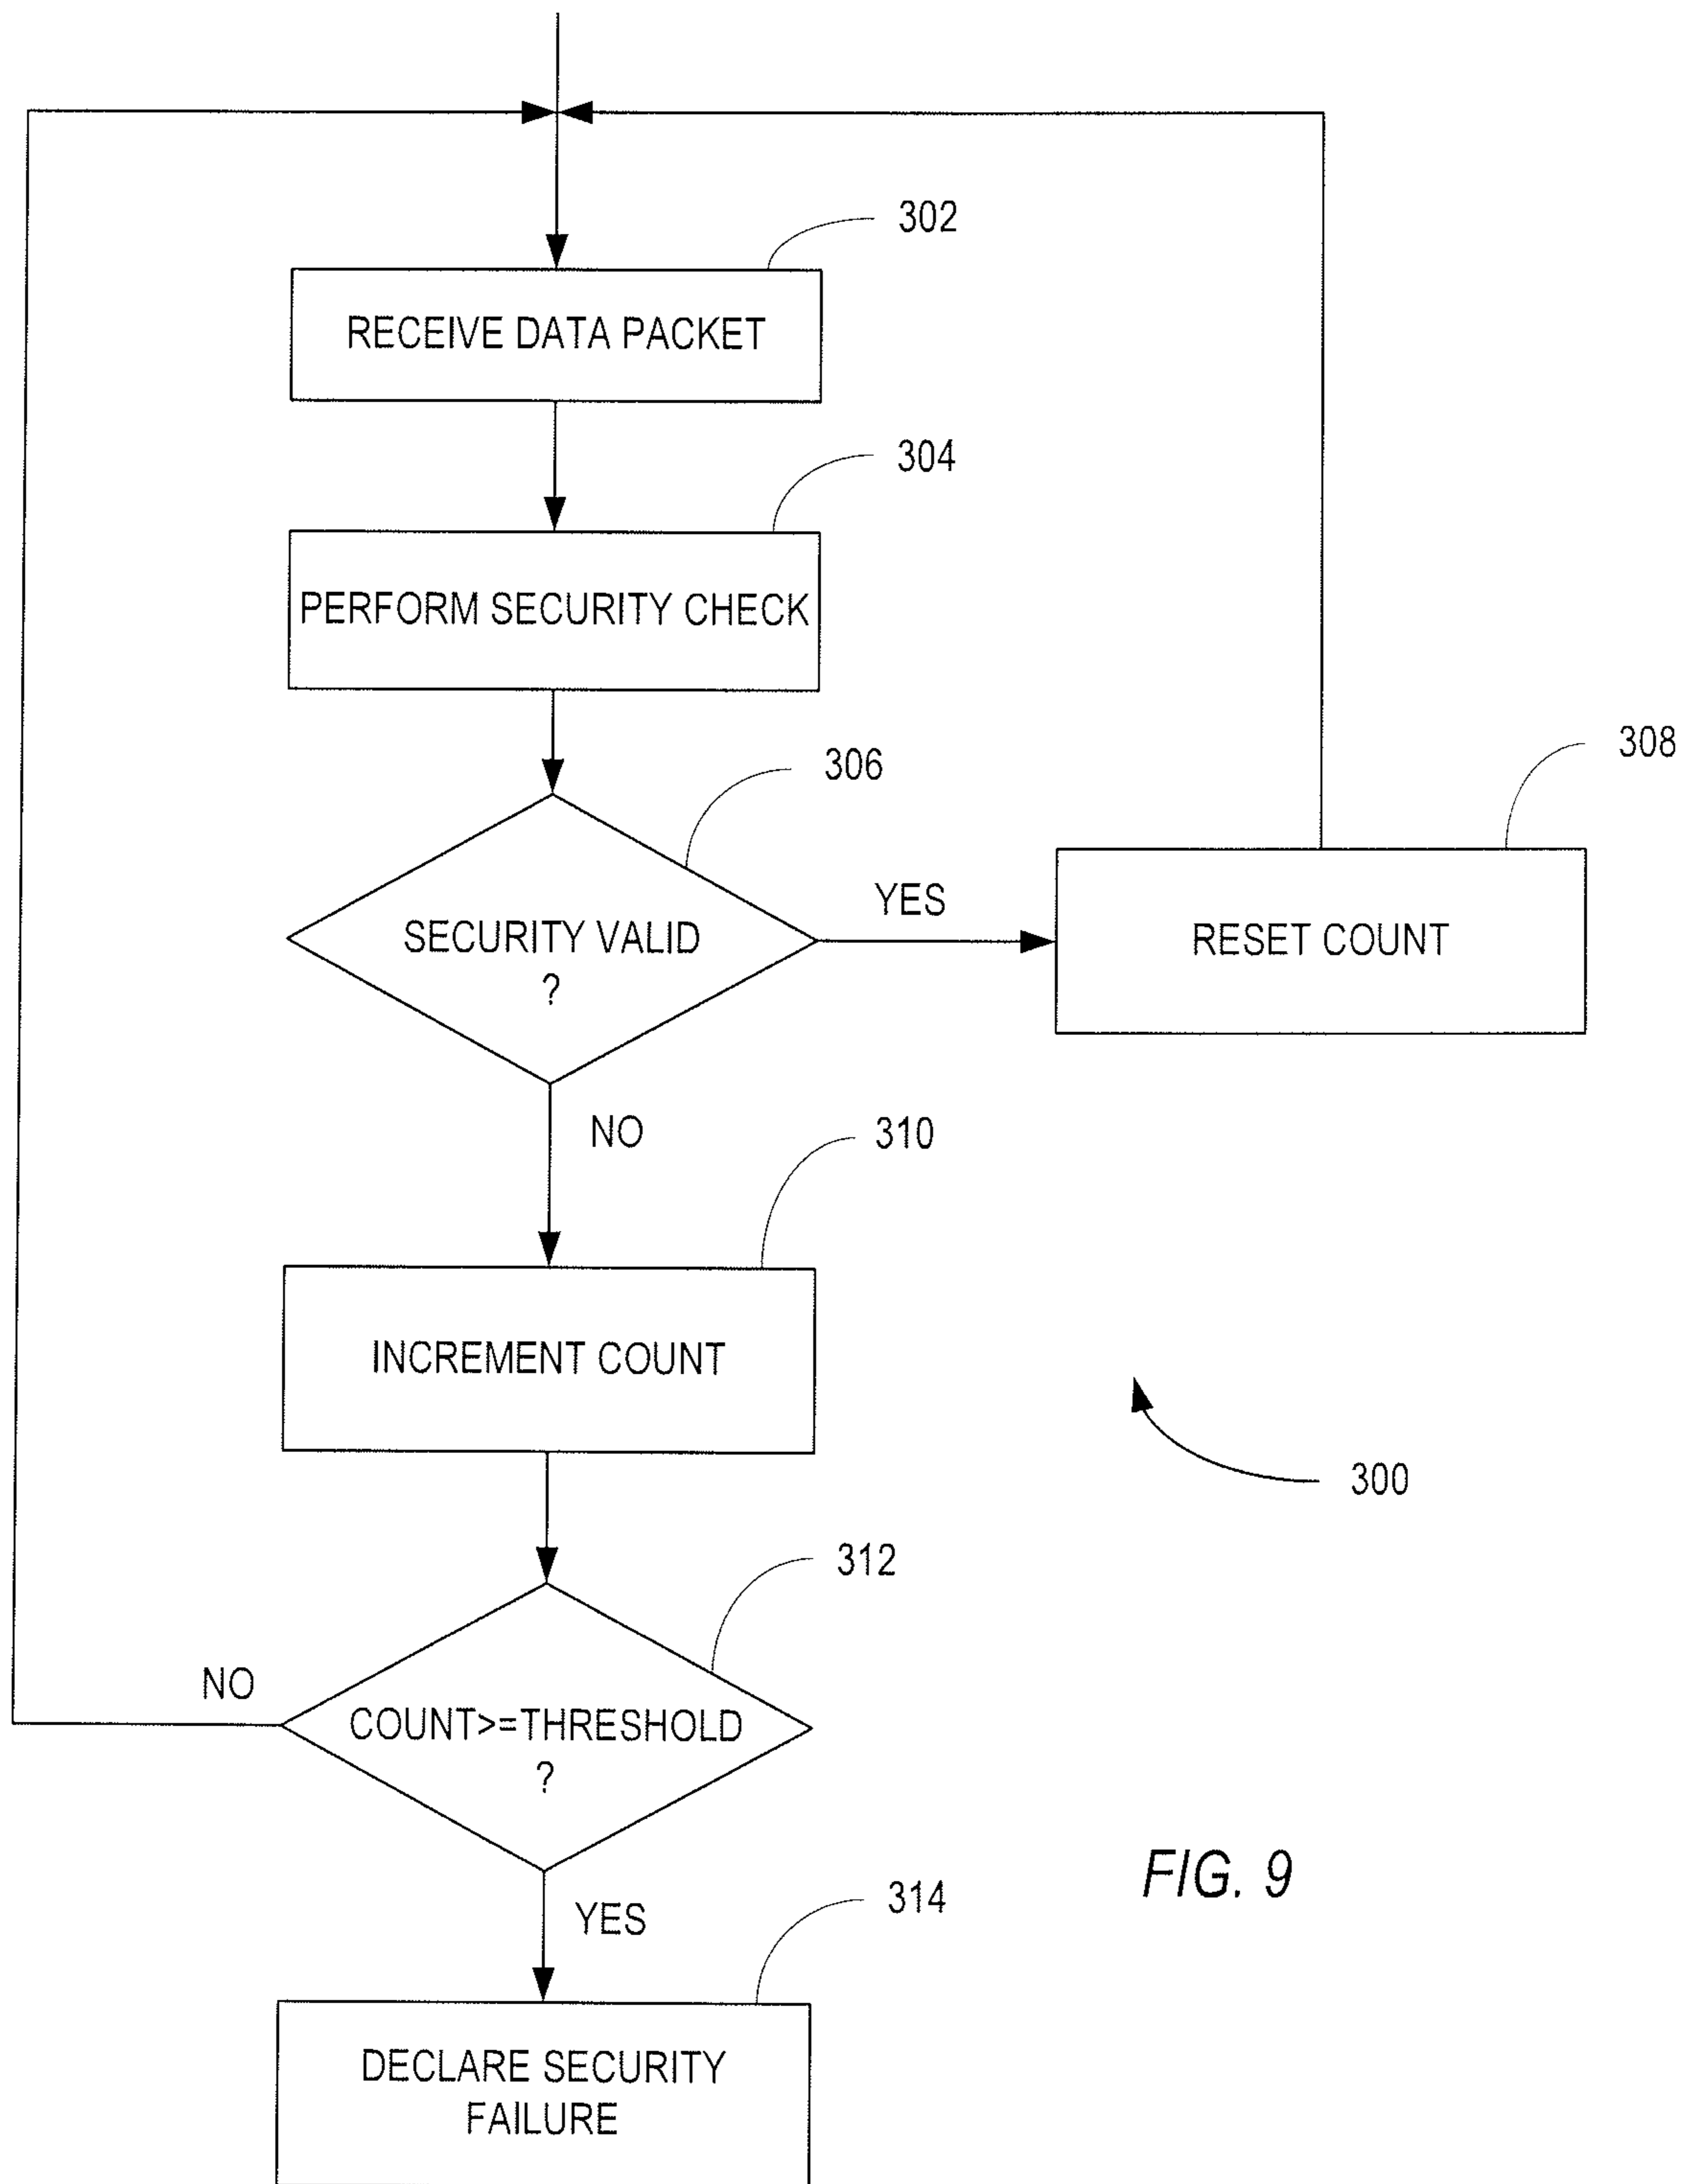 302
RECEIVE DATA PACKET
304
PERFORM SECURITY CHECK
306
308
SECURITY VALID
?
YES
RESET COUNT
NO
310
INCREMENT COUNT
300
312
NO
COUNT>=THRESHOLD
?
FIG. 9
YES
314
DECLARE SECURITY
FAILURE